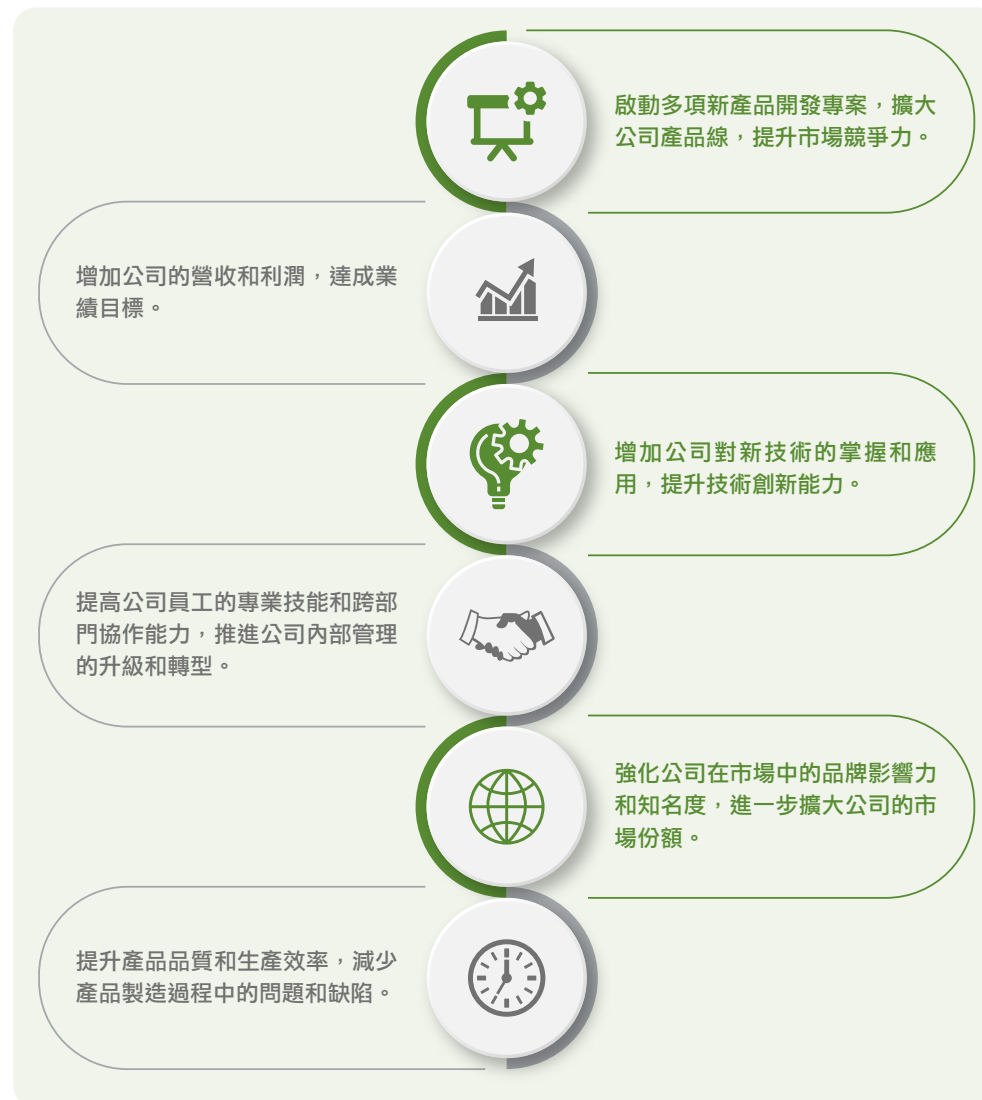 啟動多項新產品開發專案，擴大
公司產品線，提升市場競爭力。
增加公司的營收和利潤，達成業
績目標。
增加公司對新技術的掌握和應
用，提升技術創新能力。
提高公司員工的專業技能和跨部
門協作能力，推進公司內部管理
的升級和轉型。
強化公司在市場中的品牌影響力
和知名度，進一步擴大公司的市
場份額。
提升產品品質和生產效率，減少
產品製造過程中的問題和缺陷。